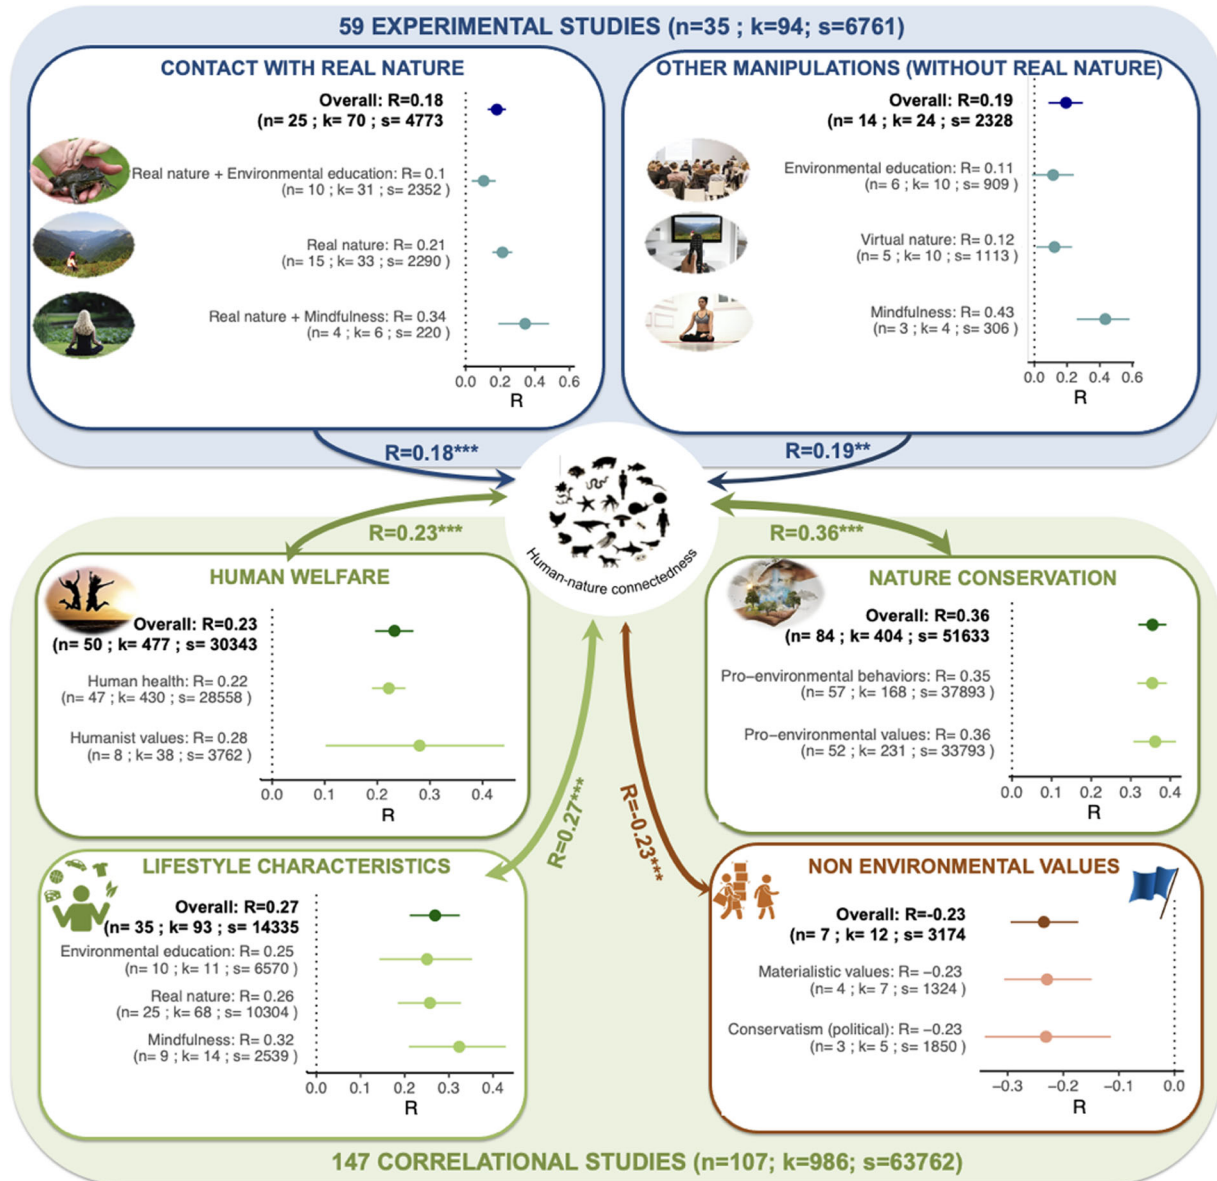 59 EXPERIMENTAL STUDIES (n=35 ; k=94; s=6761)
CONTACT WITH REAL NATURE
Overall: R=0.18
(n= 25 ; k= 70 ; s= 4773
Real nature + Environmental education: R= 0.1
(n= 10 ; k= 31 ; s= 2352 )
Real nature: R= 0.21
(n= 15 ; k= 33 ; s= 2290 )
Real nature + Mindfulness: R= 0.34
(n= 4 ; k= 6 ; s= 220 )
0.0 0.2 0.4 0.6
R
OTHER MANIPULATIONS (WITHOUT REAL NATURE)
Overall: R=0.19
(n= 14 ; k= 24 ; s= 2328
Environmental education: R= 0.11
(n= 6 ; k= 10 ; s= 909 )
Virtual nature: R= 0.12
(n= 5 ; k= 10 ; s= 1113 )
Mindfulness: R= 0.43
(n= 3 ; k= 4 ; s= 306 )
0.0 0.2 0.4 0.6
R
R=0.18***
R=0.19**
R=0.23***
R=0.36***
Human-nature connectedness
HUMAN WELFARE
Overall: R=0.23
(n= 50 ; k= 477 ; s= 30343
Human health: R= 0.22
(n= 47 ; k= 430 ; s= 28558 )
Humanist values: R= 0.28
(n= 8 ; k= 38 ; s= 3762 )
0.0 0.1 0.2 0.3 0.4
R
NATURE CONSERVATION
Overall: R=0.36
(n= 84 ; k= 404 ; s= 51633
Pro−environmental behaviors: R= 0.35
(n= 57 ; k= 168 ; s= 37893 )
Pro−environmental values: R= 0.36
(n= 52 ; k= 231 ; s= 33793 )
0.0 0.1 0.2 0.3 0.4
R
R=0.27***
R=-0.23***
LIFESTYLE CHARACTERISTICS
Overall: R=0.27
(n= 35 ; k= 93 ; s= 14335
Environmental education: R= 0.25
(n= 10 ; k= 11 ; s= 6570 )
Real nature: R= 0.26
(n= 25 ; k= 68 ; s= 10304 )
Mindfulness: R= 0.32
(n= 9 ; k= 14 ; s= 2539 )
0.0 0.1 0.2 0.3 0.4
R
NON ENVIRONMENTAL VALUES
Overall: R=-0.23
(n= 7 ; k= 12 ; s= 3174
Materialistic values: R= −0.23
(n= 4 ; k= 7 ; s= 1324 )
Conservatism (political): R= −0.23
(n= 3 ; k= 5 ; s= 1850 )
−0.3 −0.2 −0.1 0.0
R
147 CORRELATIONAL STUDIES (n=107; k=986; s=63762)